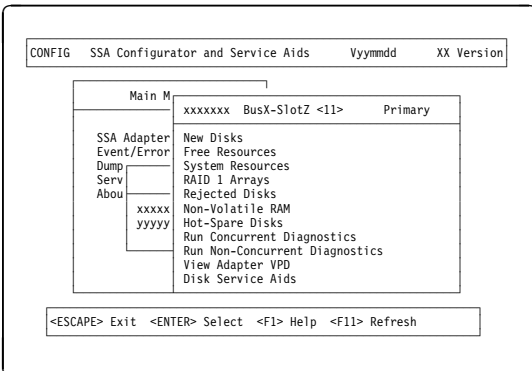 CONFIG SSA Configurator and Service Aids Vyymmdd XX Version
Main M
xxxxxxx BusX-SlotZ <11> Primary
SSA Adapter
Event/Error
Dump
Serv
Abou
xxxxx
yyyyy
New Disks
Free Resources
System Resources
RAID 1 Arrays
Rejected Disks
Non-Volatile RAM
Hot-Spare Disks
Run Concurrent Diagnostics
Run Non-Concurrent Diagnostics
View Adapter VPD
Disk Service Aids
<ESCAPE> Exit <ENTER> Select <F1> Help <F11> Refresh